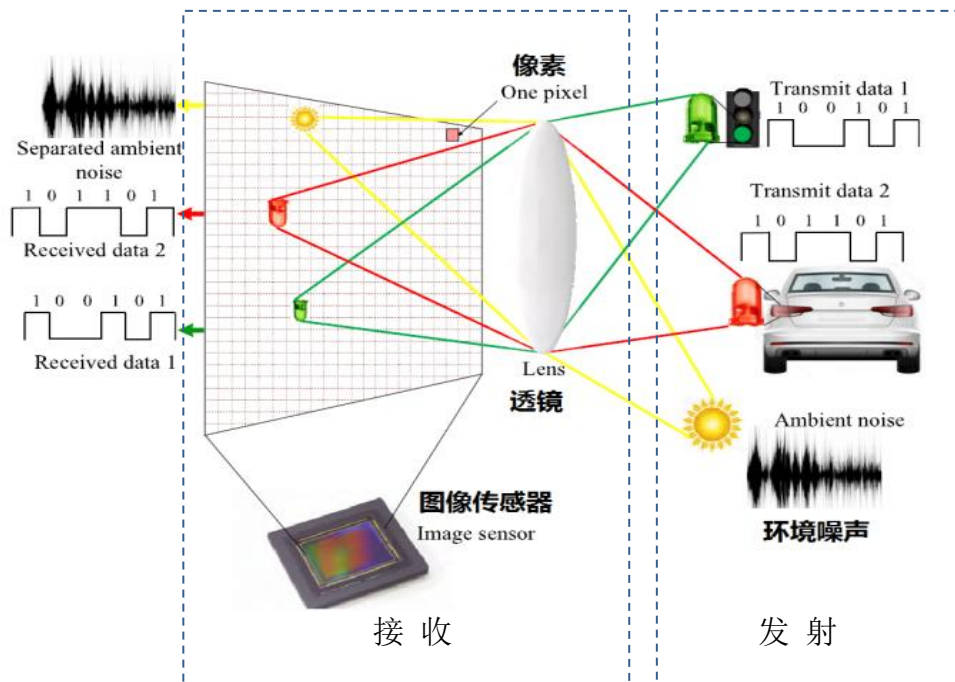 像素
One pixel
Separated ambient
noise
1 0 1 1 0 1
Received data 2
1 0 0 1 0 1
Received data 1
Lens
透镜
图像传感器
Image sensor
接 收
Transmit data 1
1 0 0 1 0 1
Transmit data 2
1 0 1 1 0 1
Ambient noise
环境噪声
发 射